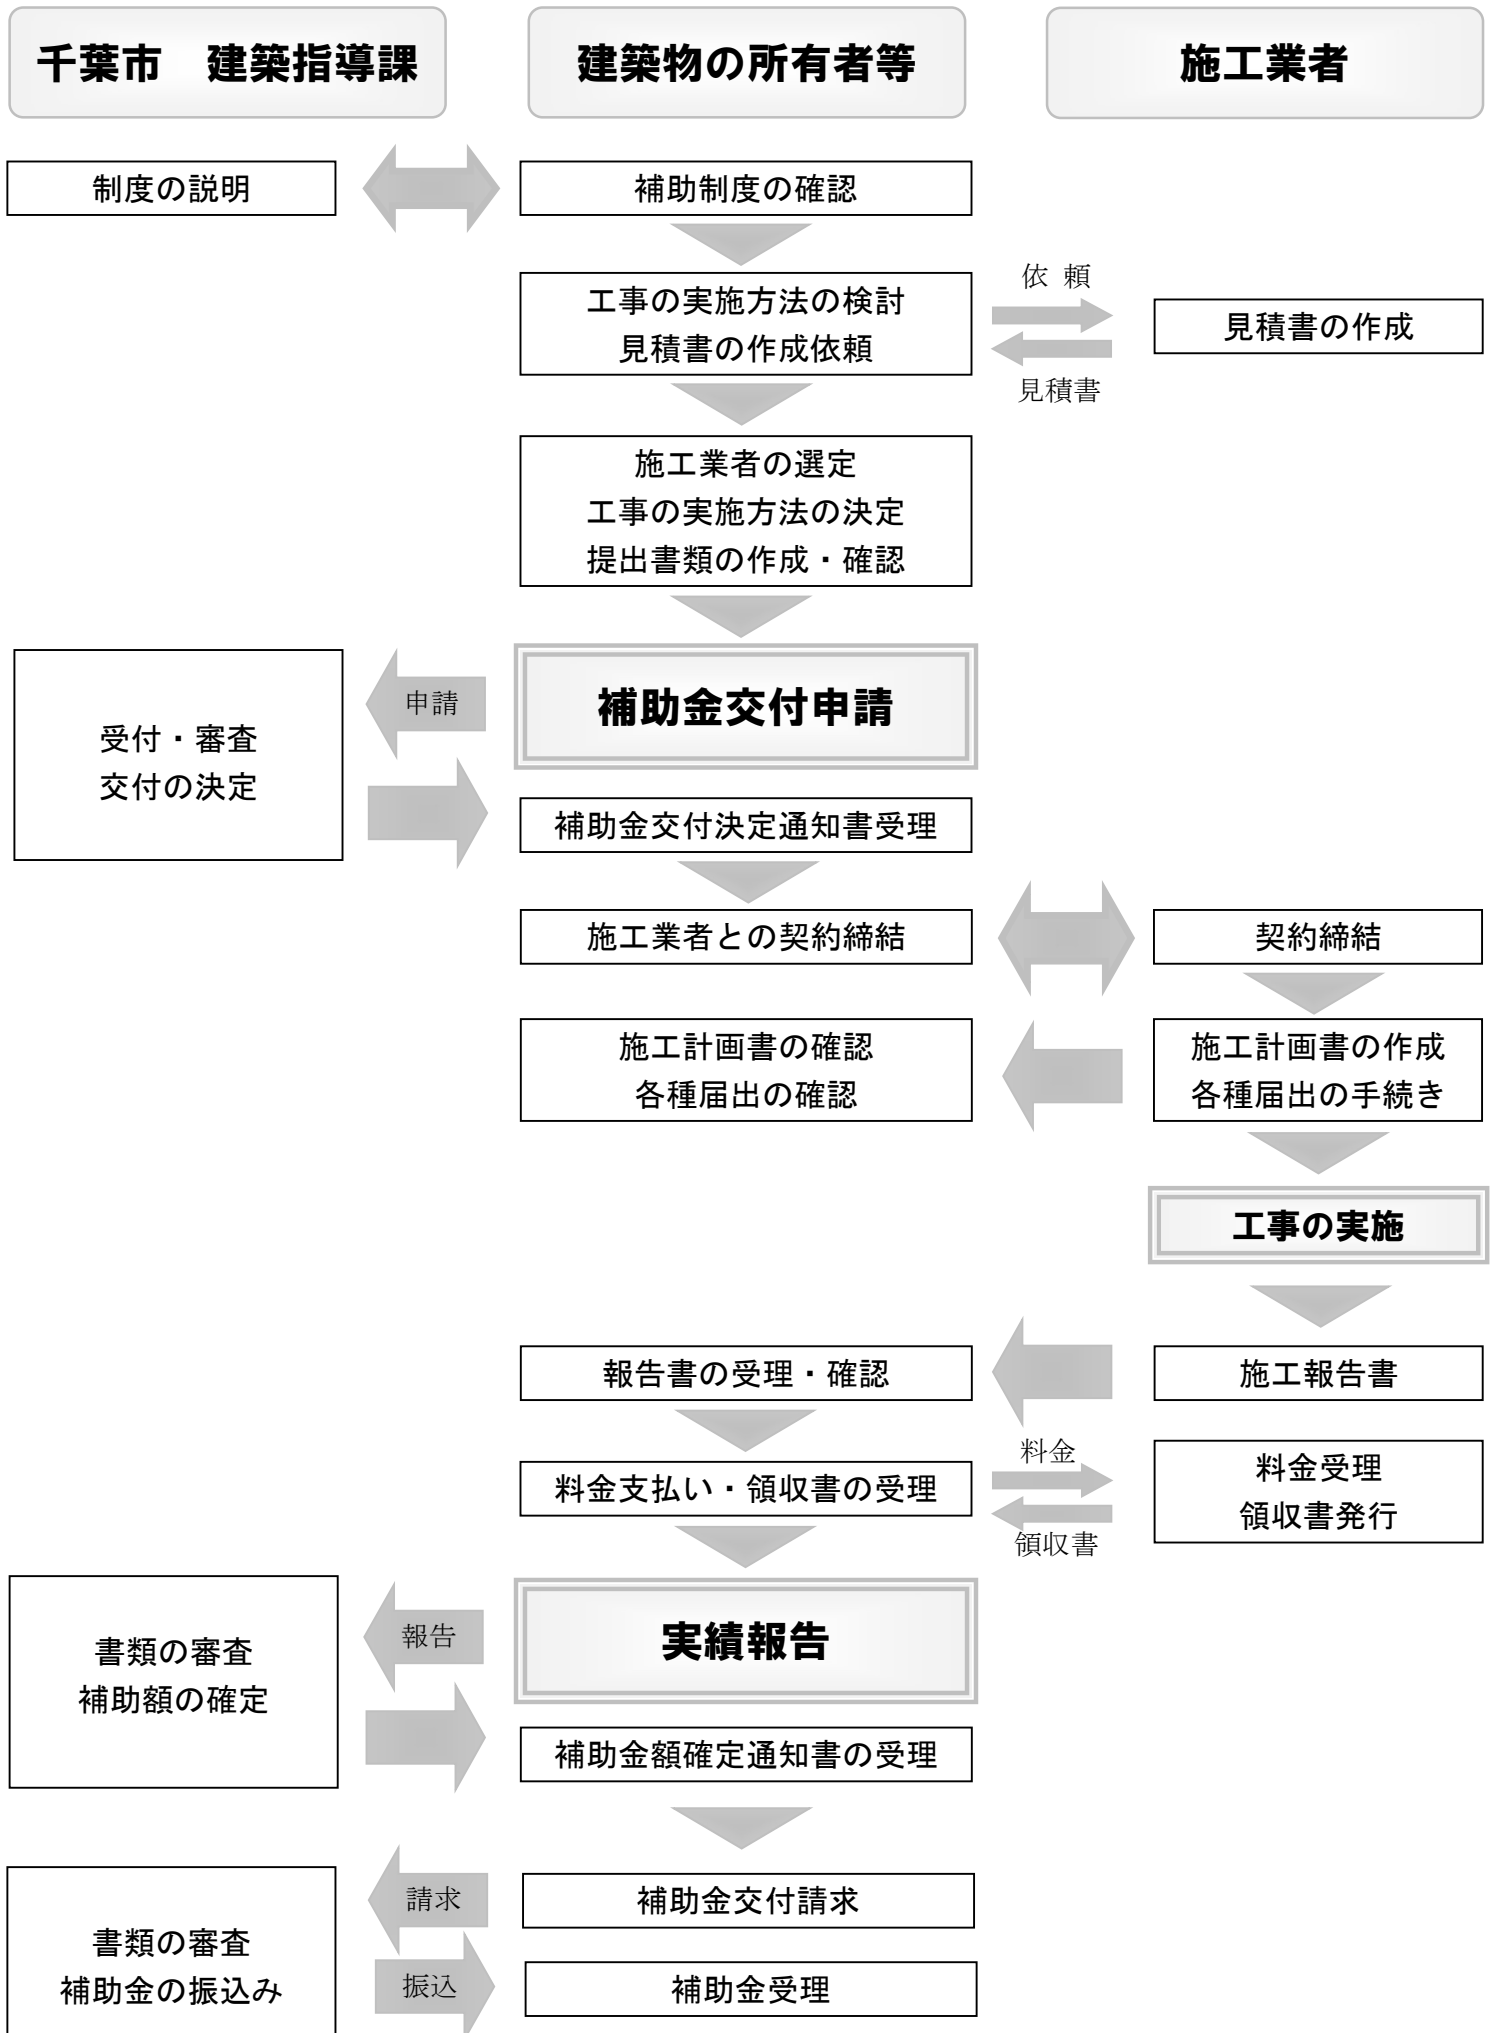 千葉市　建築指導課
建築物の所有者等
施工業者
制度の説明
補助制度の確認
工事の実施方法の検討
見積書の作成依頼
依 頼
見積書
見積書の作成
施工業者の選定
工事の実施方法の決定
提出書類の作成・確認
補助金交付申請
申請
受付・審査
交付の決定
補助金交付決定通知書受理
施工業者との契約締結
契約締結
施工計画書の確認
各種届出の確認
施工計画書の作成
各種届出の手続き
工事の実施
報告書の受理・確認
施工報告書
料金支払い・領収書の受理
料金
領収書
料金受理
領収書発行
実績報告
報告
書類の審査
補助額の確定
補助金額確定通知書の受理
補助金交付請求
請求
書類の審査
補助金の振込み
振込
補助金受理